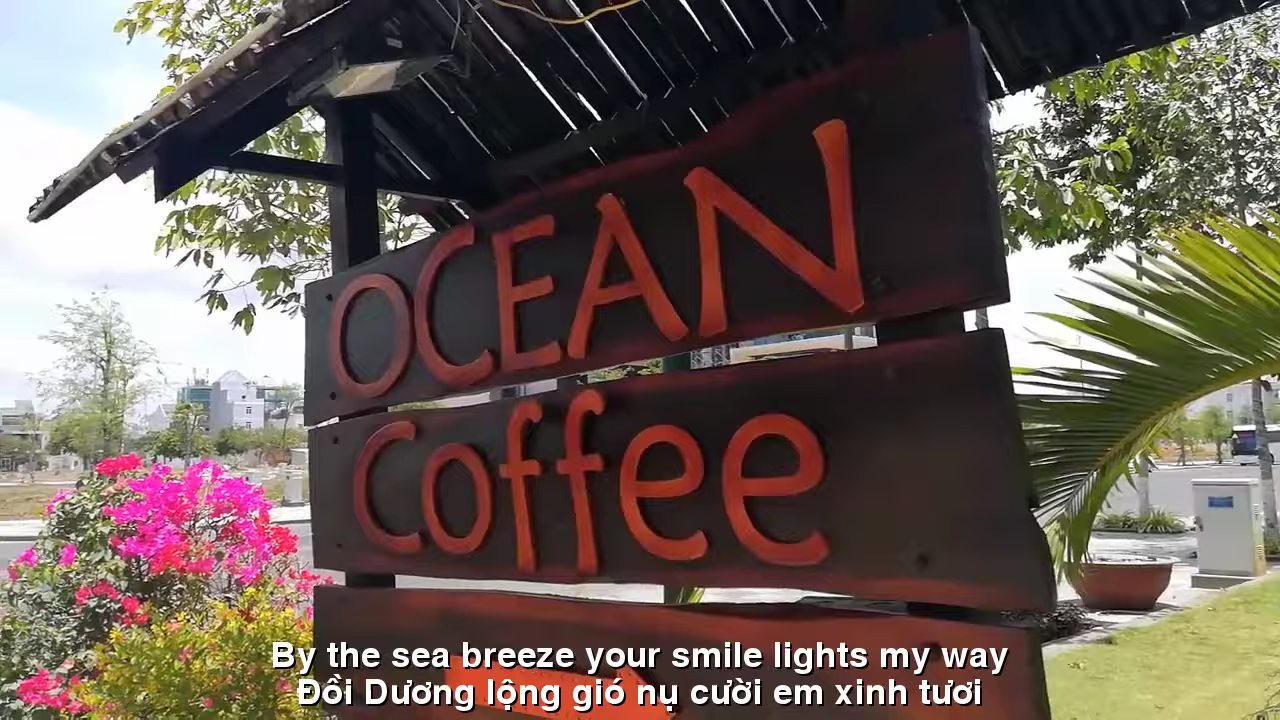 OCEAN
Coffee
By the sea breeze your smile lights my way
Đồi Dương lộng gió nụ cười em xinh tươi